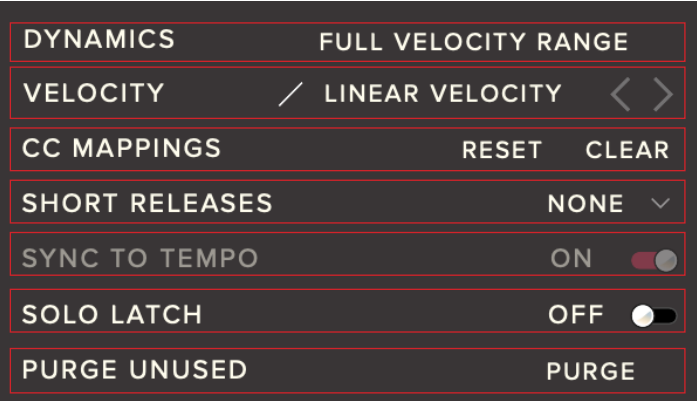 DYNAMICS FULL VELOCITY RANGE
VELOCITY LINEAR VELOCITY
CC MAPPINGS RESET CLEAR
SHORT RELEASES NONE
SYNC TO TEMPO ON
SOLO LATCH OFF
PURGE UNUSED PURGE